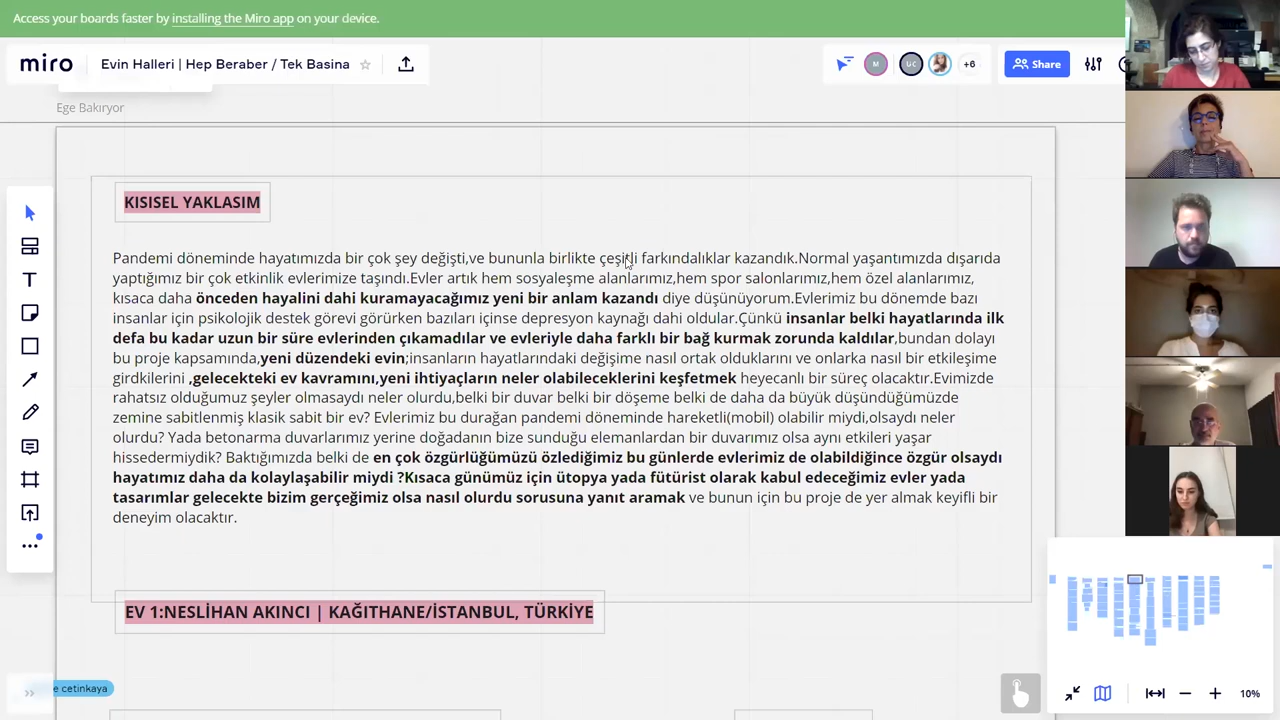 Access your boards faster by installing the Miro app on your device.
miro
Evin Halleri | Hep Beraber / Tek Basina
M
UC
+6
Share
Ege Bakıryor
KISISEL YAKLASIM
Pandemi döneminde hayatımızda bir çok şey değişti,ve bununla birlikte çeşitli farkındalıklar kazandık.Normal yaşantımızda dışarıda
yaptığımız bir çok etkinlik evlerimize taşındı.Evler artık hem sosyaleşme alanlarımız,hem spor salonlarımız,hem özel alanlarımız,
kısaca daha önceden hayalini dahi kuramayacağımız yeni bir anlam kazandı diye düşünüyorum.Evlerimiz bu dönemde bazı
insanlar için psikolojik destek görevi görürken bazıları içinse depresyon kaynağı dahi oldular.Çünkü insanlar belki hayatlarında ilk
defa bu kadar uzun bir süre evlerinden çıkamadılar ve evleriyle daha farklı bir bağ kurmak zorunda kaldılar,bundan dolayı
bu proje kapsamında,yeni düzendeki evin;insanların hayatlarındaki değişime nasıl ortak olduklarını ve onlarka nasıl bir etkileşime
girdkilerini ,gelecekteki ev kavramını,yeni ihtiyaçların neler olabileceklerini keşfetmek heyecanlı bir süreç olacaktır.Evimizde
rahatsız olduğumuz şeyler olmasaydı neler olurdu,belki bir duvar belki bir döşeme belki de daha da büyük düşündüğümüzde
zemine sabitlenmiş klasik sabit bir ev? Evlerimiz bu durağan pandemi döneminde hareketli(mobil) olabilir miydi,olsaydı neler
olurdu? Yada betonarma duvarlarımız yerine doğadanın bize sunduğu elemanlardan bir duvarımız olsa aynı etkileri yaşar
hissedermiydik? Baktığımızda belki de en çok özgürlüğümüzü özlediğimiz bu günlerde evlerimiz de olabildiğince özgür olsaydı
hayatımız daha da kolaylaşabilir miydi ?Kısaca günümüz için ütopya yada fütürist olarak kabul edeceğimiz evler yada
tasarımlar gelecekte bizim gerçeğimiz olsa nasıl olurdu sorusuna yanıt aramak ve bunun için bu proje de yer almak keyifli bir
deneyim olacaktır.
EV 1:NESLİHAN AKINCI | KAĞITHANE/İSTANBUL, TÜRKİYE
e cetinkaya
10%